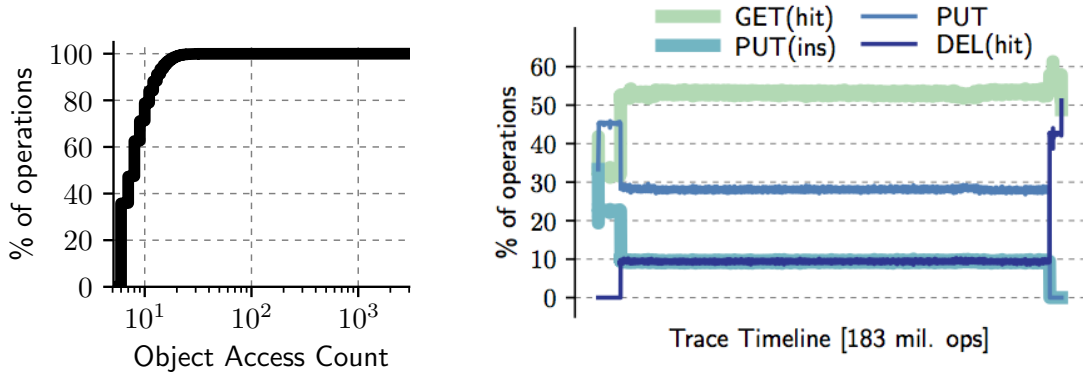 % of operations
100
80
60
40
20
0
10^1
10^2
10^3
Object Access Count
GET(hit)
PUT
PUT(ins)
DEL(hit)
% of operations
60
50
40
30
20
10
0
Trace Timeline [183 mil. ops]